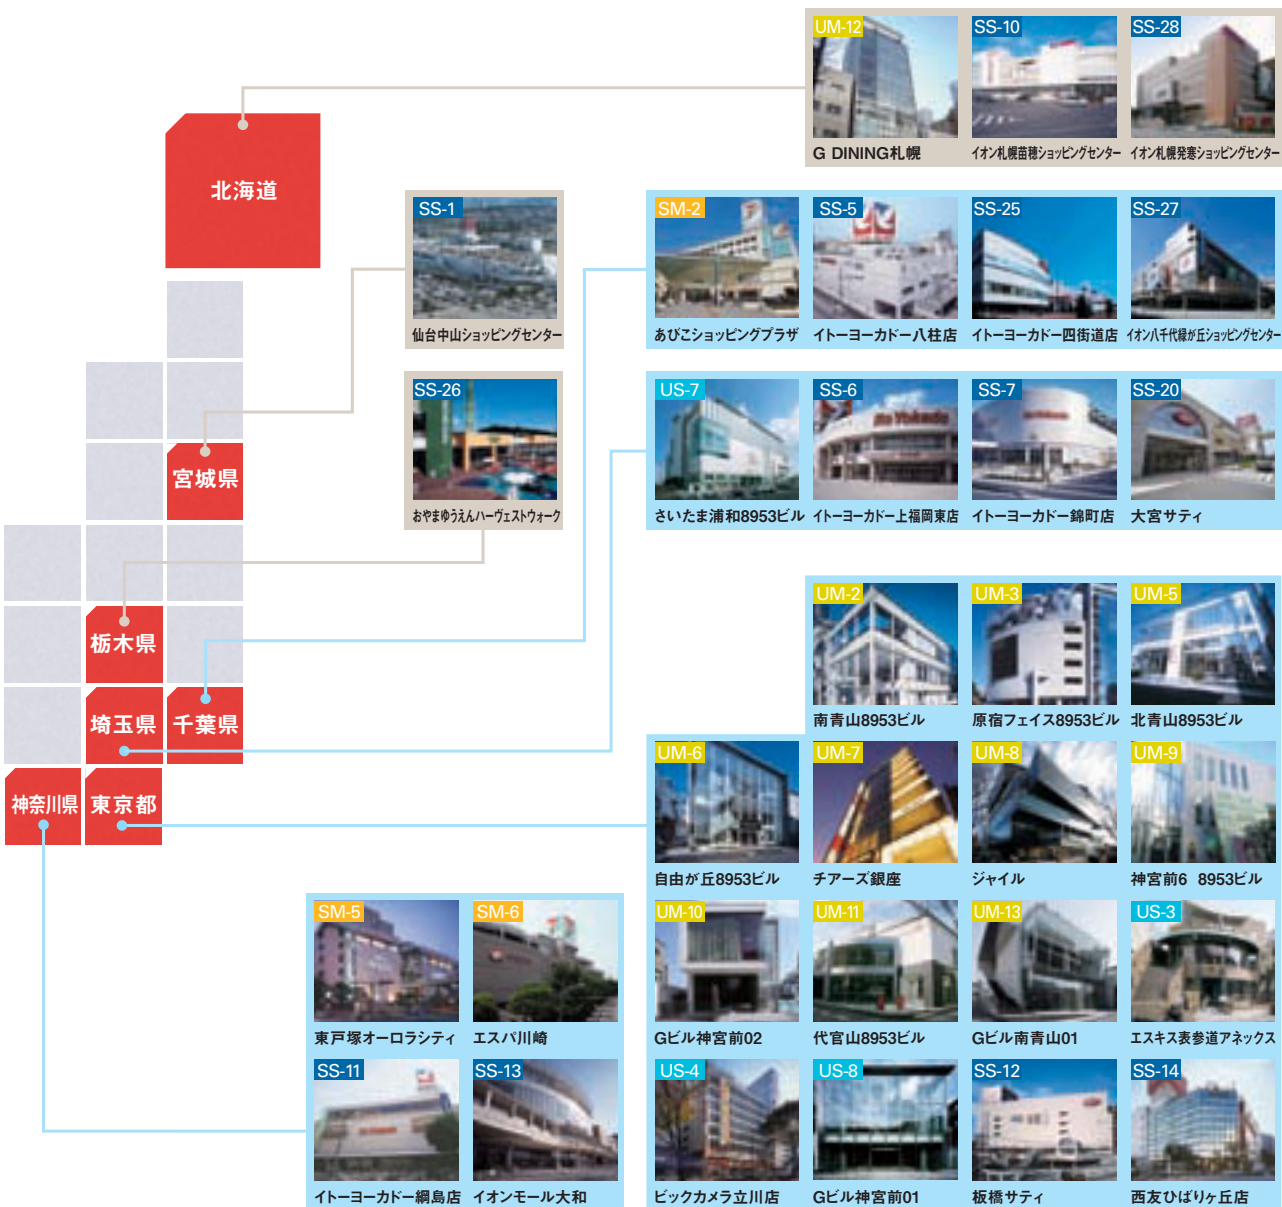 UM-12
SS-10
SS-28
G DINING札幌
イオン札幌苗穂ショッピングセンター
イオン札幌発寒ショッピングセンター
北海道
SS-1
仙台中山ショッピングセンター
SM-2
SS-5
SS-25
SS-27
あびこショッピングプラザ
イトーヨーカドー八柱店
イトーヨーカドー四街道店
イオン八千代緑が丘ショッピングセンター
SS-26
おやまゆうえんハーヴェストウォーク
US-7
SS-6
SS-7
SS-20
さいたま浦和8953ビル
イトーヨーカドー上福岡東店
イトーヨーカドー錦町店
大宮サティ
宮城県
栃木県
埼玉県
千葉県
神奈川県
東京都
UM-2
UM-3
UM-5
南青山8953ビル
原宿フェイス8953ビル
北青山8953ビル
UM-6
UM-7
UM-8
UM-9
自由が丘8953ビル
チアーズ銀座
ジャイル
神宮前6 8953ビル
UM-10
UM-11
UM-13
US-3
Gビル神宮前02
代官山8953ビル
Gビル南青山01
エスキス表参道アネックス
US-4
US-8
SS-12
SS-14
ビックカメラ立川店
Gビル神宮前01
板橋サティ
西友ひばりヶ丘店
SM-5
SM-6
東戸塚オーロラシティ
エスパ川崎
SS-11
SS-13
イトーヨーカドー綱島店
イオンモール大和